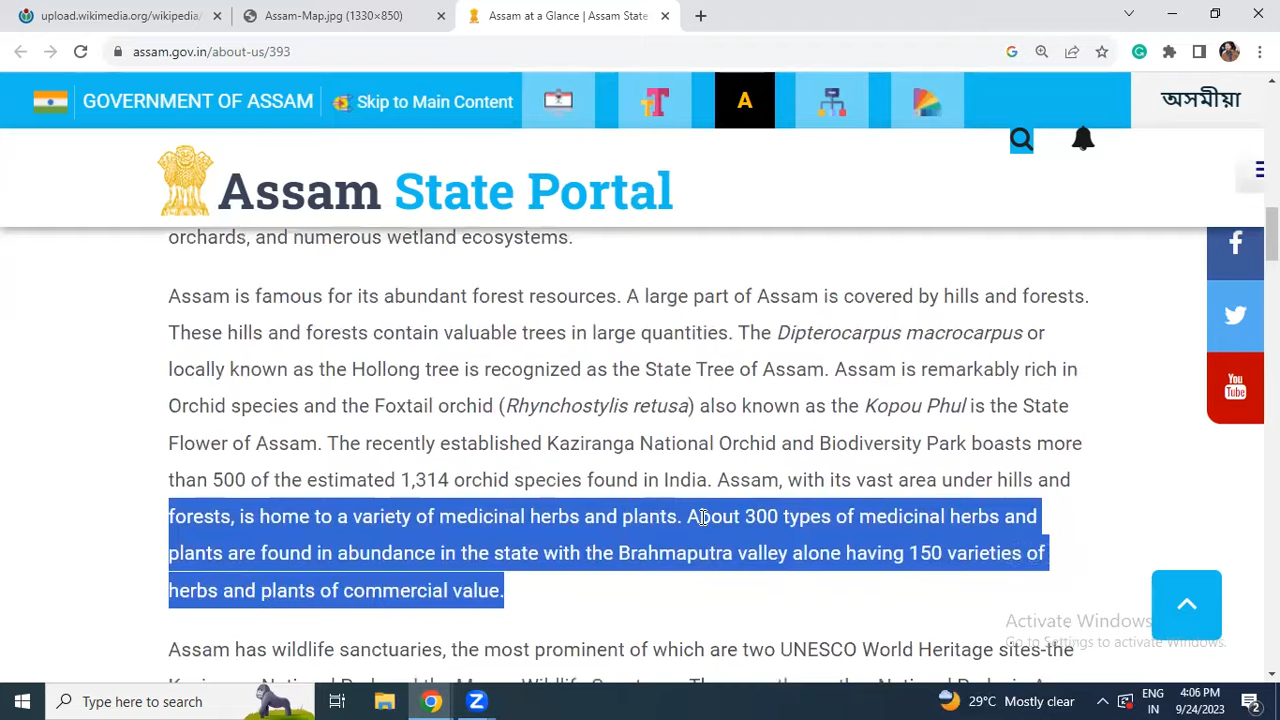 upload.wikimedia.org/wikipedia/
Assam-Map.jpg (1330×850)
Assam at a Glance | Assam State
assam.gov.in/about-us/393
GOVERNMENT OF ASSAM
Skip to Main Content
T
A
অসমীয়া
Assam State Portal
orchards, and numerous wetland ecosystems.
Assam is famous for its abundant forest resources. A large part of Assam is covered by hills and forests.
These hills and forests contain valuable trees in large quantities. The Dipterocarpus macrocarpus or
locally known as the Hollong tree is recognized as the State Tree of Assam. Assam is remarkably rich in
Orchid species and the Foxtail orchid (Rhynchostylis retusa) also known as the Kopou Phul is the State
Flower of Assam. The recently established Kaziranga National Orchid and Biodiversity Park boasts more
than 500 of the estimated 1,314 orchid species found in India. Assam, with its vast area under hills and
forests, is home to a variety of medicinal herbs and plants. About 300 types of medicinal herbs and
plants are found in abundance in the state with the Brahmaputra valley alone having 150 varieties of
herbs and plants of commercial value.
Assam has wildlife sanctuaries, the most prominent of which are two UNESCO World Heritage sites-the
You Tube
Activate Windows
Go to Settings to activate Windows.
Type here to search
29°C Mostly clear
ENG
IN
4:06 PM
9/24/2023
2